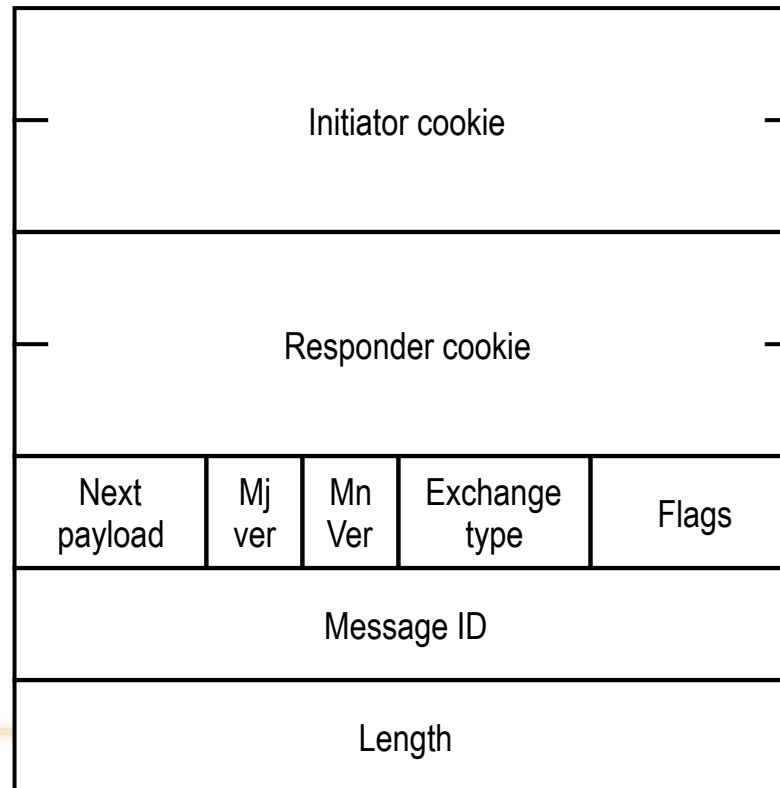 Initiator cookie
Responder cookie
Next
payload
Mj
ver
Mn
Ver
Exchange
type
Flags
Message ID
Length